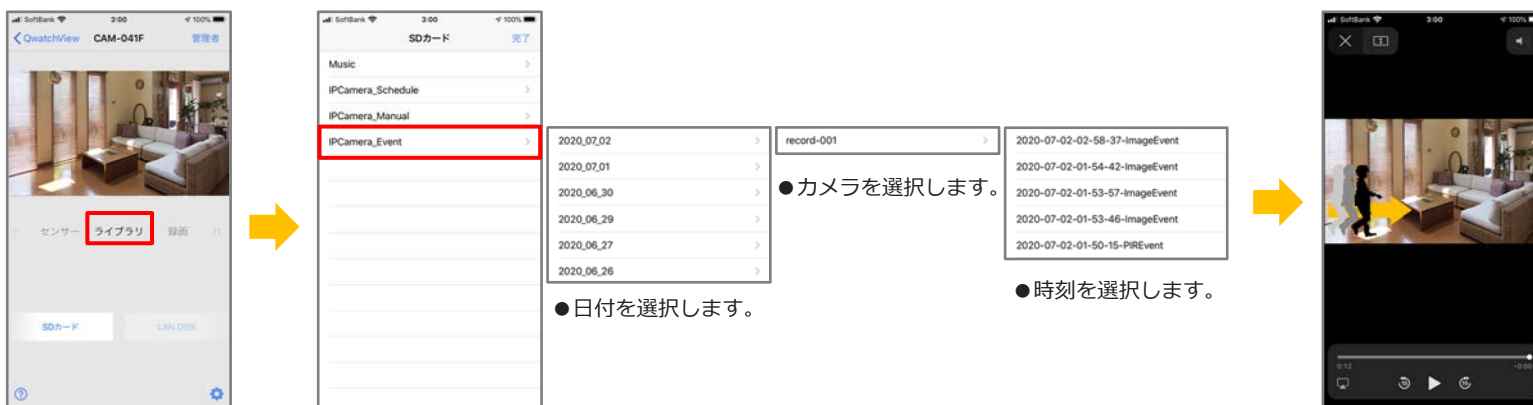 SoftBank 3:00 100%
QwatchView CAM-041F 管理者
センサー ライブラリ 録画
SDカード LAN DISK
SoftBank 3:00 100%
SDカード 完了
Music
IPCamera_Schedule
IPCamera_Manual
IPCamera_Event
2020_07_02
2020_07_01
2020_06_30
2020_06_29
2020_06_27
2020_06_26
●日付を選択します。
record-001
●カメラを選択します。
2020-07-02-02-58-37-ImageEvent
2020-07-02-01-54-42-ImageEvent
2020-07-02-01-53-57-ImageEvent
2020-07-02-01-53-46-ImageEvent
2020-07-02-01-50-15-PIREvent
●時刻を選択します。
SoftBank 3:00 100%
0:12 -0:00
15 15